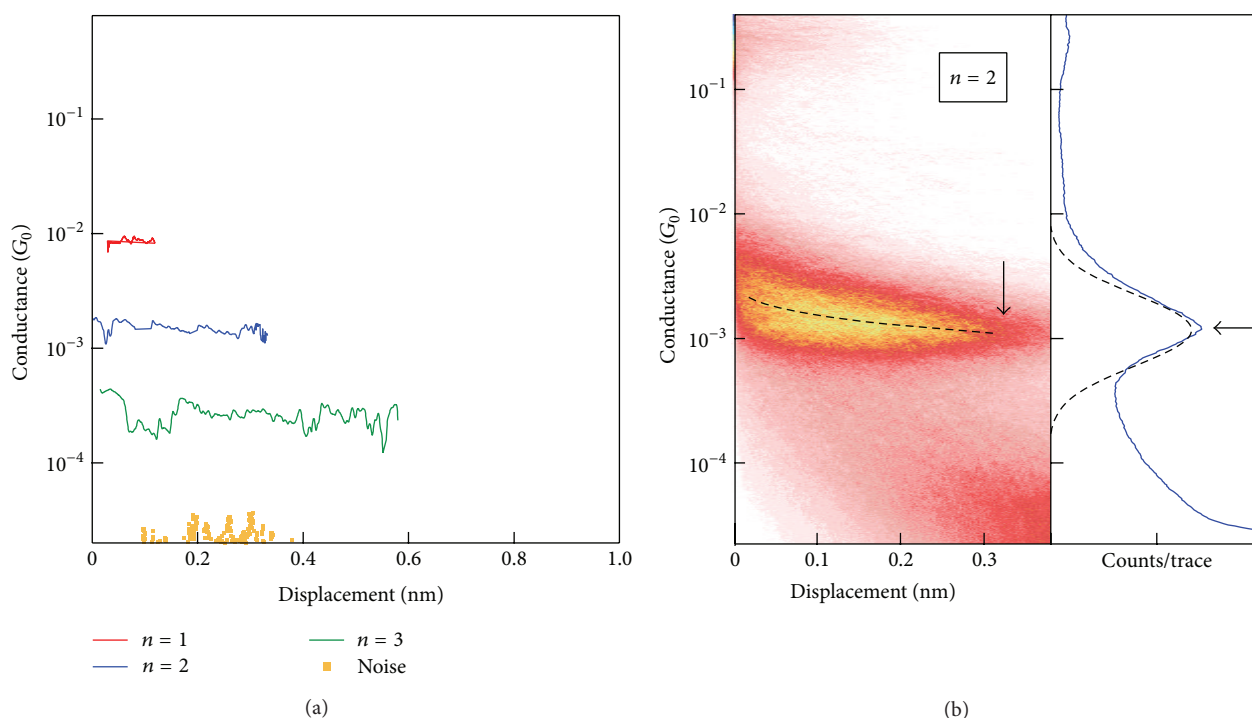 Conductance (G₀)
10⁻¹
10⁻²
10⁻³
10⁻⁴
0 0.2 0.4 0.6 0.8 1.0
Displacement (nm)
n = 1
n = 2
n = 3
Noise
(a)
Conductance (G₀)
10⁻¹
10⁻²
10⁻³
10⁻⁴
n = 2
0 0.1 0.2 0.3
Displacement (nm)
Counts/trace
(b)